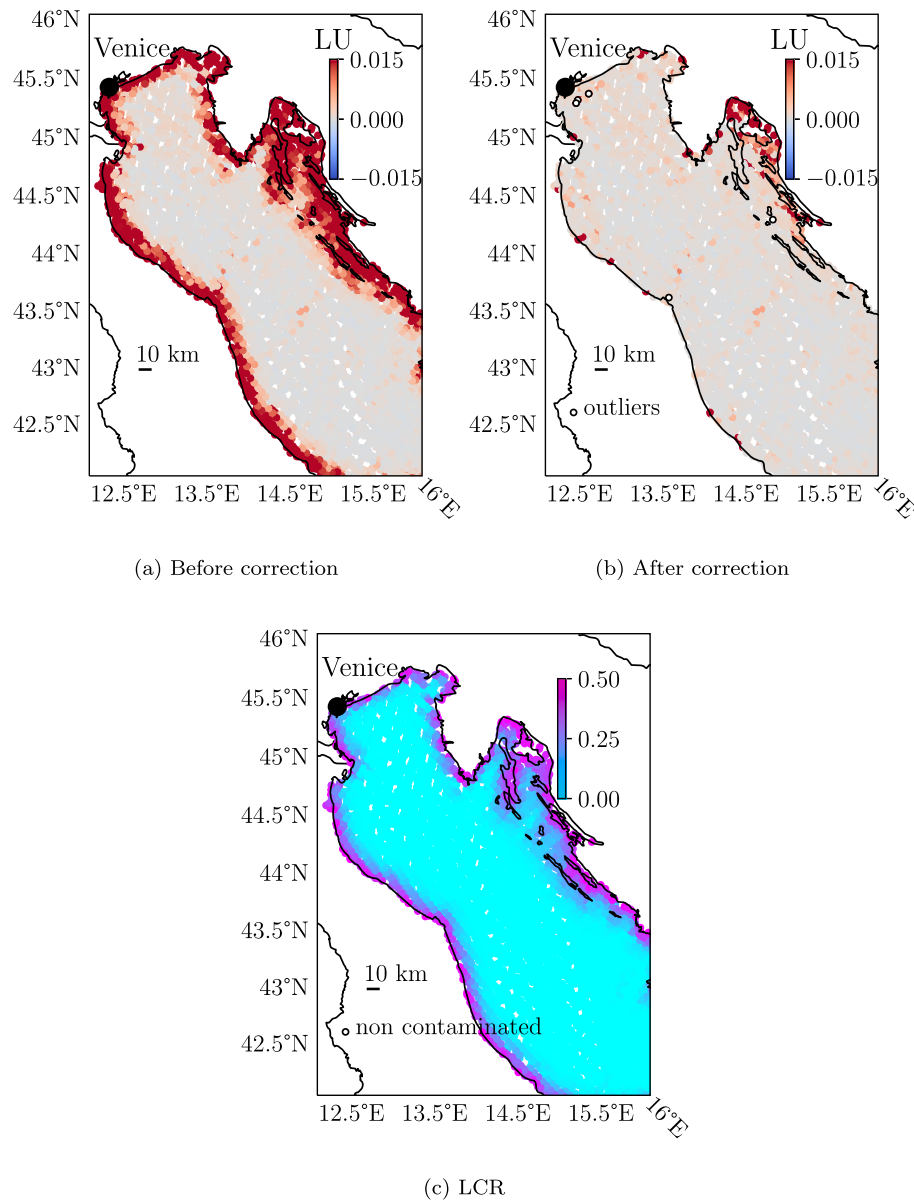 46°N
45.5°N
45°N
44.5°N
44°N
43.5°N
43°N
42.5°N
Venice
LU
0.015
0.000
−0.015
10 km
12.5°E 13.5°E 14.5°E 15.5°E 16°E
(a) Before correction
46°N
45.5°N
45°N
44.5°N
44°N
43.5°N
43°N
42.5°N
Venice
LU
0.015
0.000
−0.015
10 km
outliers
12.5°E 13.5°E 14.5°E 15.5°E 16°E
(b) After correction
46°N
45.5°N
45°N
44.5°N
44°N
43.5°N
43°N
42.5°N
Venice
0.50
0.25
0.00
10 km
non contaminated
12.5°E 13.5°E 14.5°E 15.5°E 16°E
(c) LCR